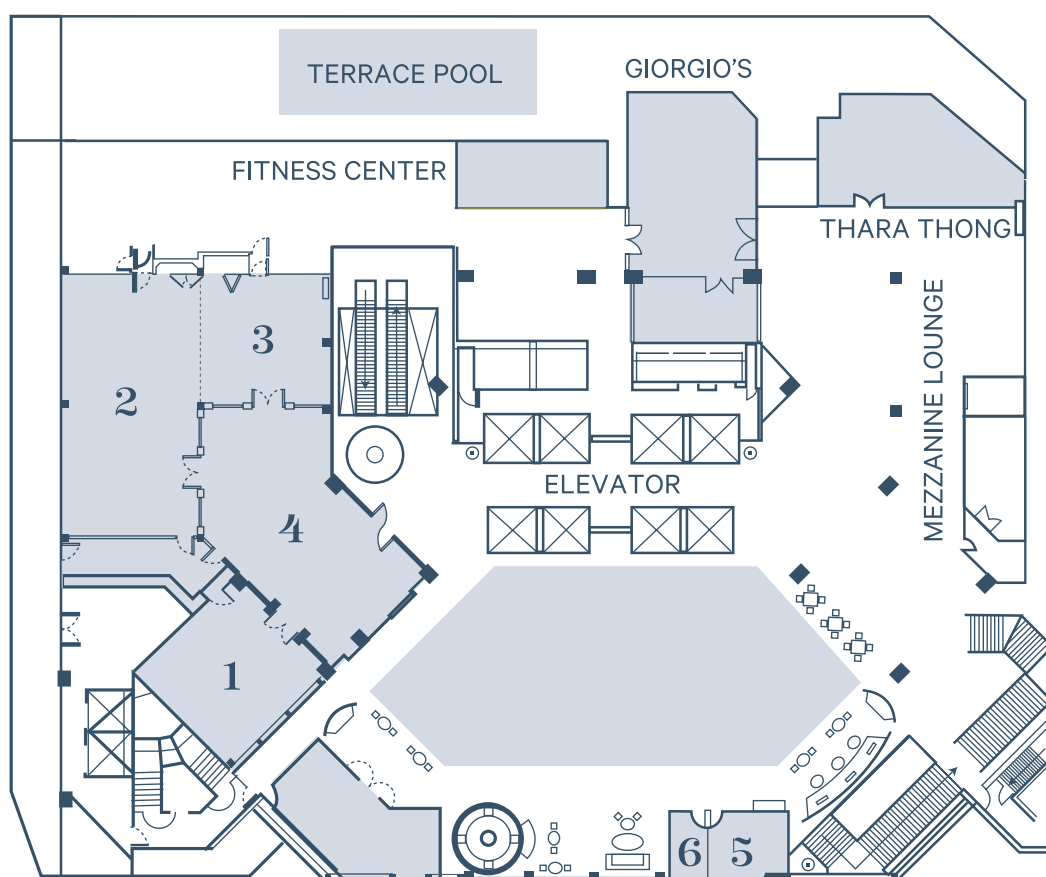 TERRACE POOL
GIORGIO'S
FITNESS CENTER
THARA THONG
3
2
MEZZANINE LOUNGE
ELEVATOR
4
1
6
5